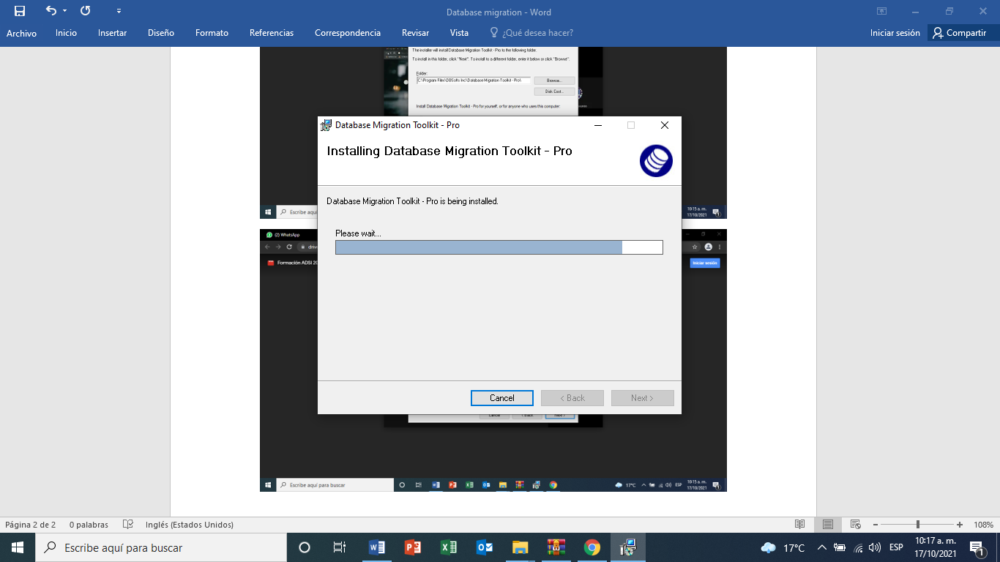 Database migration - Word
Archivo Inicio Insertar Diseño Formato Referencias Correspondencia Revisar Vista ¿Qué desea hacer? Iniciar sesión Compartir
The installer will install Database Migration Toolkit - Pro to the following folder.
To install in this folder, click "Next". To install to a different folder, enter it below or click "Browse".
Folder:
C:\Program Files\DBSofts Inc\Database Migration Toolkit - Pro\
Browse...
Disk Cost...
Install Database Migration Toolkit - Pro for yourself, or for anyone who uses this computer:
Database Migration Toolkit - Pro
Installing Database Migration Toolkit - Pro
Database Migration Toolkit - Pro is being installed.
Please wait...
Cancel < Back Next >
Escribe aquí
10:15 a. m.
17/10/2021
(2) WhatsApp
driv
Formación ADSI 20
Iniciar sesión
Cancel < Back Next >
Escribe aquí para buscar
17°C ESP
10:15 a. m.
17/10/2021
Página 2 de 2 0 palabras Inglés (Estados Unidos) 108%
Escribe aquí para buscar
17°C ESP
10:17 a. m.
17/10/2021
1